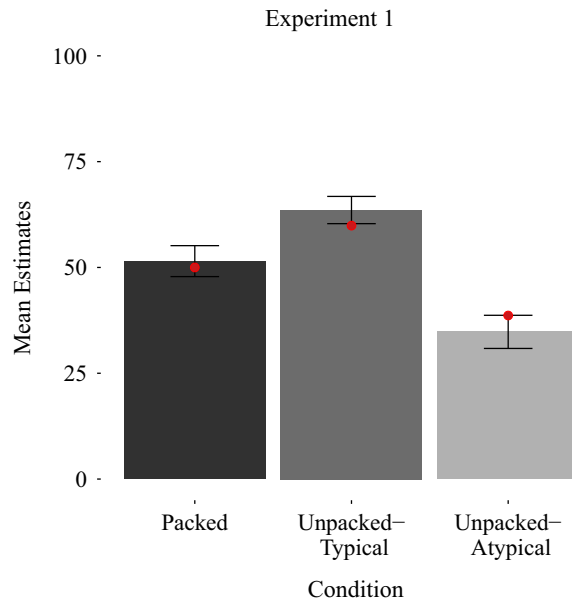 Experiment 1
100
75
50
25
0
Mean Estimates
Packed
Unpacked−
Typical
Unpacked−
Atypical
Condition